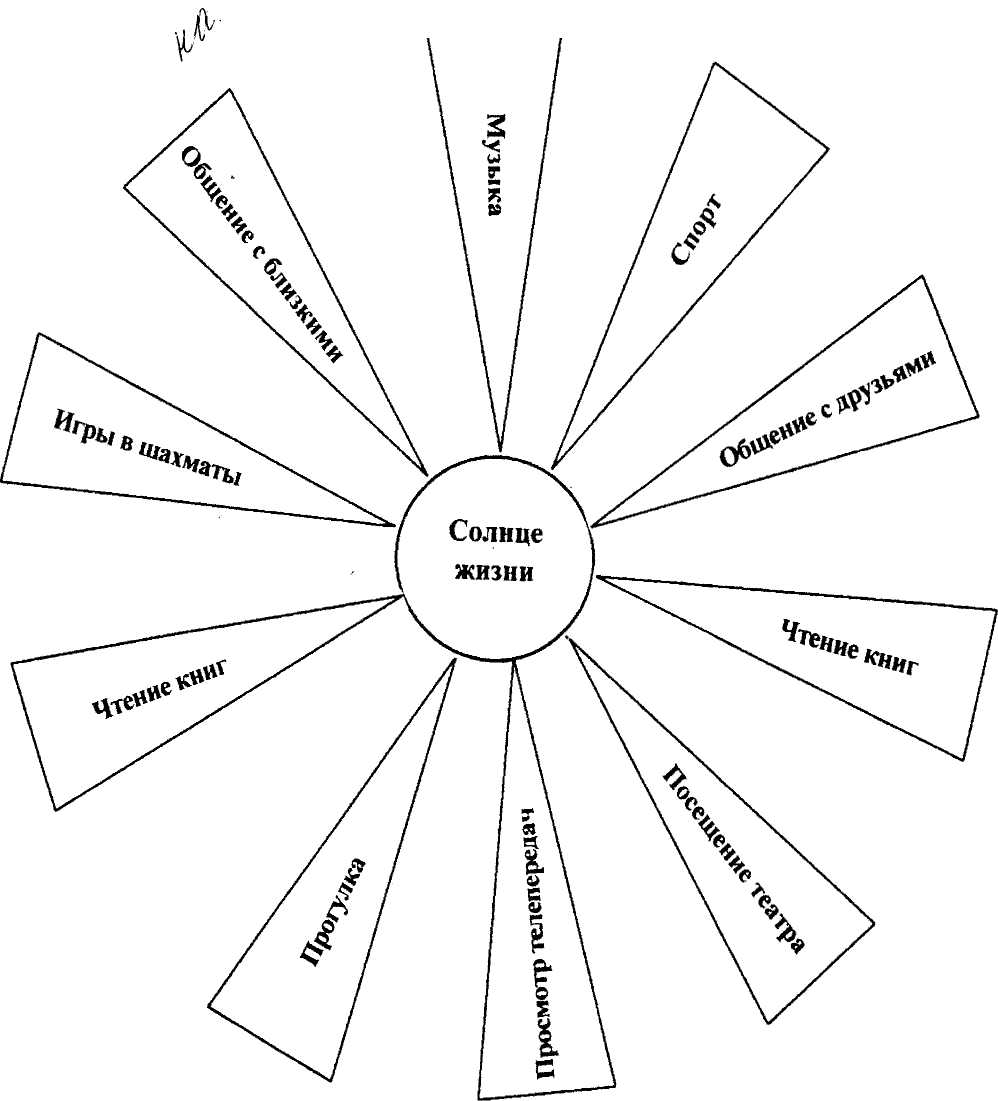 Музыка
Спорт
Общение с друзьями
Чтение книг
Посещение театра
Просмотр телепередач
Прогулка
Чтение книг
Игры в шахматы
Общение с близкими
Солнце
жизни